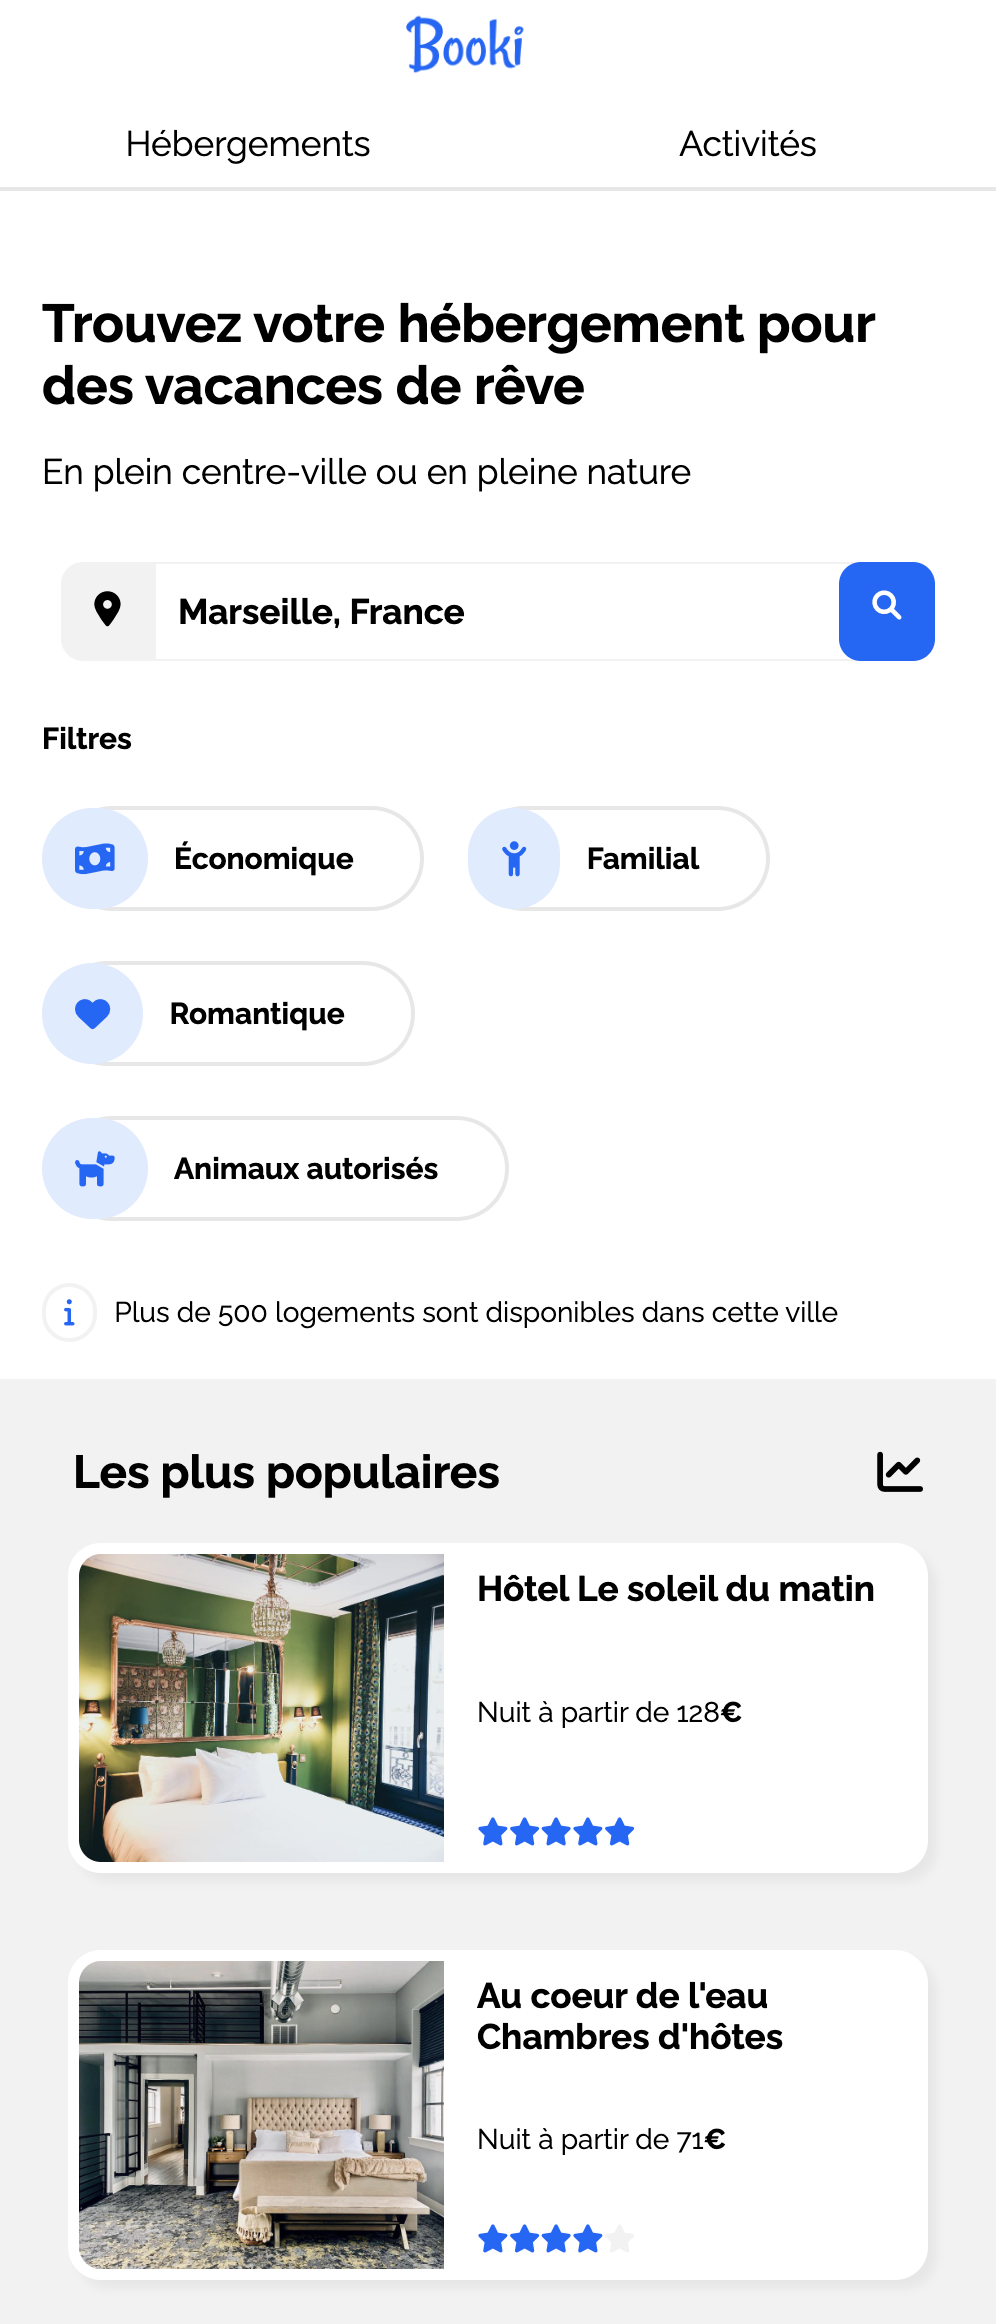 Booki
Hébergements
Activités
Trouvez votre hébergement pour
des vacances de rêve
En plein centre-ville ou en pleine nature
Marseille, France
Filtres
Économique
Familial
Romantique
Animaux autorisés
Plus de 500 logements sont disponibles dans cette ville
Les plus populaires
Hôtel Le soleil du matin
Nuit à partir de 128€
Au coeur de l'eau
Chambres d'hôtes
Nuit à partir de 71€